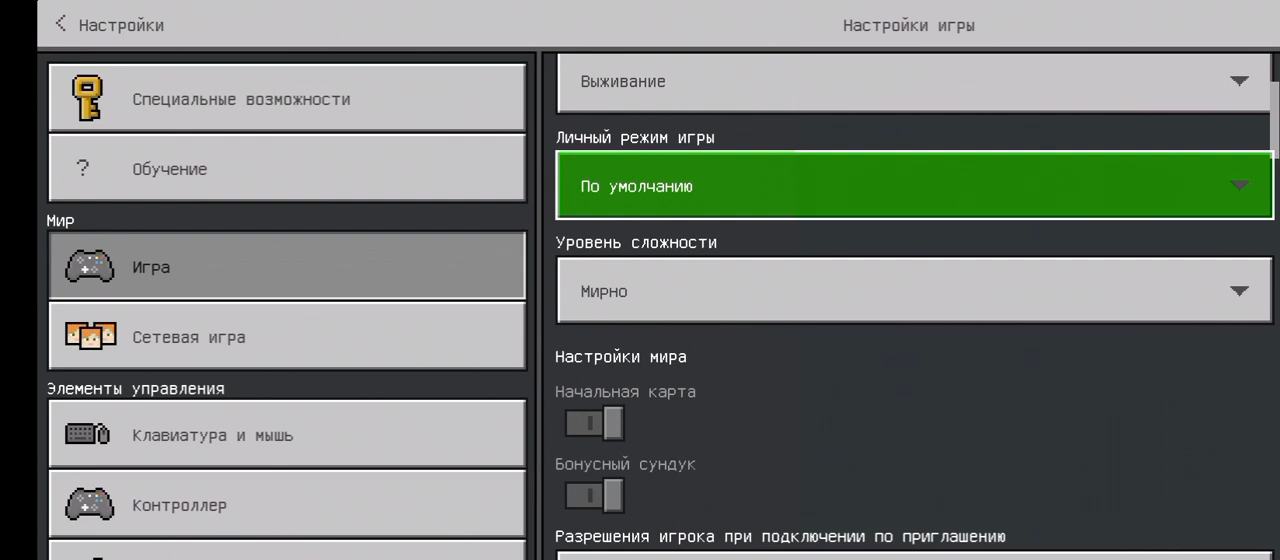 Настройки
Настройки игры
Специальные возможности
? Обучение
Мир
Игра
Сетевая игра
Элементы управления
Клавиатура и мышь
Контроллер
Выживание
Личный режим игры
По умолчанию
Уровень сложности
Мирно
Настройки мира
Начальная карта
Бонусный сундук
Разрешения игрока при подключении по приглашению